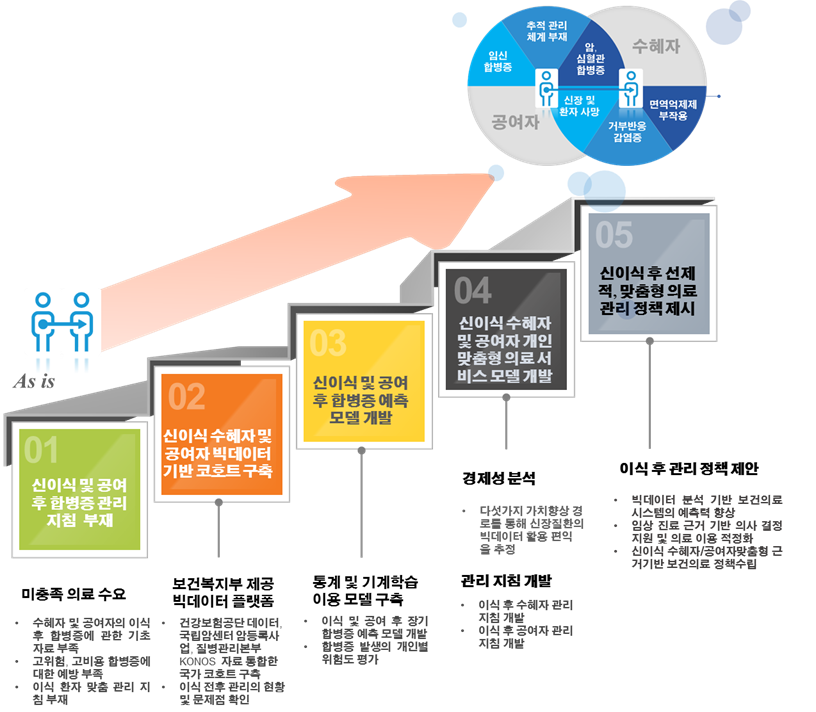 추적 관리
체계 부재
임신
합병증
암,
심혈관
합병증
수혜자
공여자
신장 및
환자 사망
거부반응
감염증
면역억제제
부작용
As is
01
신이식 및 공여
후 합병증 관리
지침 부재
02
신이식 수혜자 및
공여자 빅데이터
기반 코호트 구축
03
신이식 및 공여
후 합병증 예측
모델 개발
04
신이식 수혜자
및 공여자 개인
맞춤형 의료 서
비스 모델 개발
05
신이식 후 선제
적, 맞춤형 의료
관리 정책 제시
미충족 의료 수요
• 수혜자 및 공여자의 이식
후 합병증에 관한 기초
자료 부족
• 고위험, 고비용 합병증에
대한 예방 부족
• 이식 환자 맞춤 관리 지
침 부재
보건복지부 제공
빅데이터 플랫폼
• 건강보험공단 데이터,
국립암센터 암등록사
업, 질병관리본부
KONOS 자료 통합한
국가 코호트 구축
• 이식 전후 관리의 현황
및 문제점 확인
통계 및 기계학습
이용 모델 구축
• 이식 및 공여 후 장기
합병증 예측 모델 개발
• 합병증 발생의 개인별
위험도 평가
경제성 분석
• 다섯가지 가치향상 경
로를 통해 신장질환의
빅데이터 활용 편익
을 추정
관리 지침 개발
• 이식 후 수혜자 관리
지침 개발
• 이식 후 공여자 관리
지침 개발
이식 후 관리 정책 제안
• 빅데이터 분석 기반 보건의료
시스템의 예측력 향상
• 임상 진료 근거 기반 의사 결정
지원 및 의료 이용 적정화
• 신이식 수혜자/공여자맞춤형 근
거기반 보건의료 정책수립